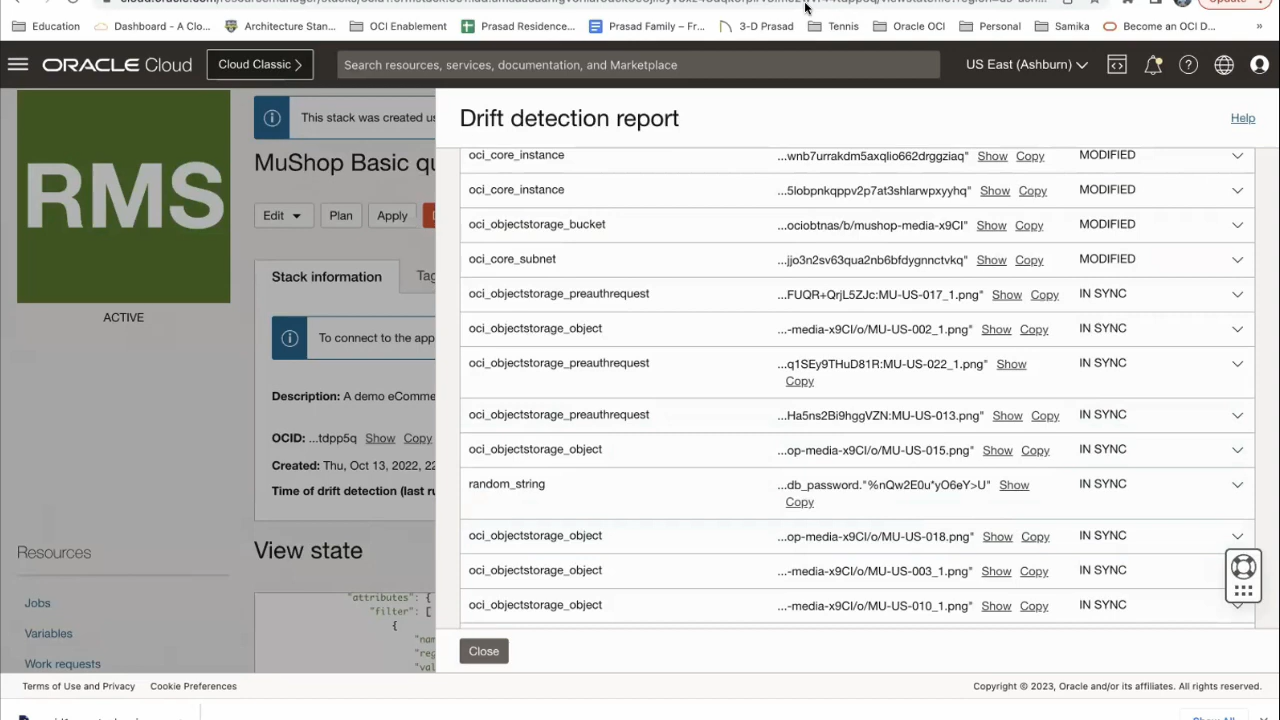 Education Dashboard - A Clo... Architecture Stan... OCI Enablement Prasad Residence... Prasad Family – Fr... 3-D Prasad Tennis Oracle OCI Personal Samika Become an OCI D... »
ORACLE Cloud Cloud Classic > Search resources, services, documentation, and Marketplace US East (Ashburn)
RMS
ACTIVE
Resources
Jobs
Variables
Work requests
This stack was created u
MuShop Basic qu
Edit Plan Apply
Stack information Tag
To connect to the app
Description: A demo eComme
OCID: ...tdpp5q Show Copy
Created: Thu, Oct 13, 2022, 22
Time of drift detection (last ru
View state
"attributes": {
"filter": [
{
"nam
"reg
"val
Drift detection report Help
oci_core_instance ...wnb7urrakdm5axqlio662drggziaq" Show Copy MODIFIED
oci_core_instance ...5lobpnkqppv2p7at3shlarwpxyyhq" Show Copy MODIFIED
oci_objectstorage_bucket ...ociobtnas/b/mushop-media-x9CI" Show Copy MODIFIED
oci_core_subnet ...jjo3n2sv63qua2nb6bfdygnnctvkq" Show Copy MODIFIED
oci_objectstorage_preauthrequest ...FUQR+QrjL5ZJc:MU-US-017_1.png" Show Copy IN SYNC
oci_objectstorage_object ...-media-x9CI/o/MU-US-002_1.png" Show Copy IN SYNC
oci_objectstorage_preauthrequest ...q1SEy9THuD81R:MU-US-022_1.png" Show IN SYNC
Copy
oci_objectstorage_preauthrequest ...Ha5ns2Bi9hggVZN:MU-US-013.png" Show Copy IN SYNC
oci_objectstorage_object ...op-media-x9CI/o/MU-US-015.png" Show Copy IN SYNC
random_string ...db_password."%nQw2E0u*yO6eY>U" Show IN SYNC
Copy
oci_objectstorage_object ...op-media-x9CI/o/MU-US-018.png" Show Copy IN SYNC
oci_objectstorage_object ...-media-x9CI/o/MU-US-003_1.png" Show Copy IN SYNC
oci_objectstorage_object ...-media-x9CI/o/MU-US-010_1.png" Show Copy IN SYNC
Close
Terms of Use and Privacy Cookie Preferences Copyright © 2023, Oracle and/or its affiliates. All rights reserved.